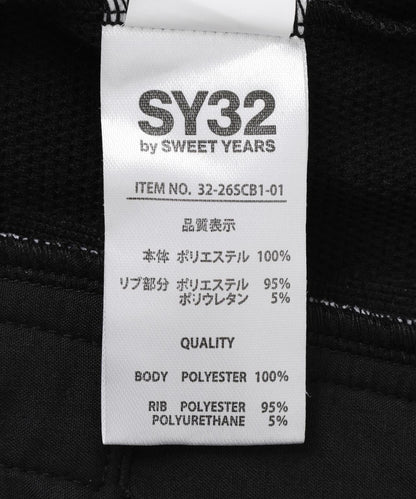 SY32
by SWEET YEARS
ITEM NO. 32-26SCB1-01
品質表示
本体 ポリエステル 100%
リブ部分 ポリエステル 95%
ポリウレタン 5%
QUALITY
BODY POLYESTER 100%
RIB POLYESTER 95%
POLYURETHANE 5%